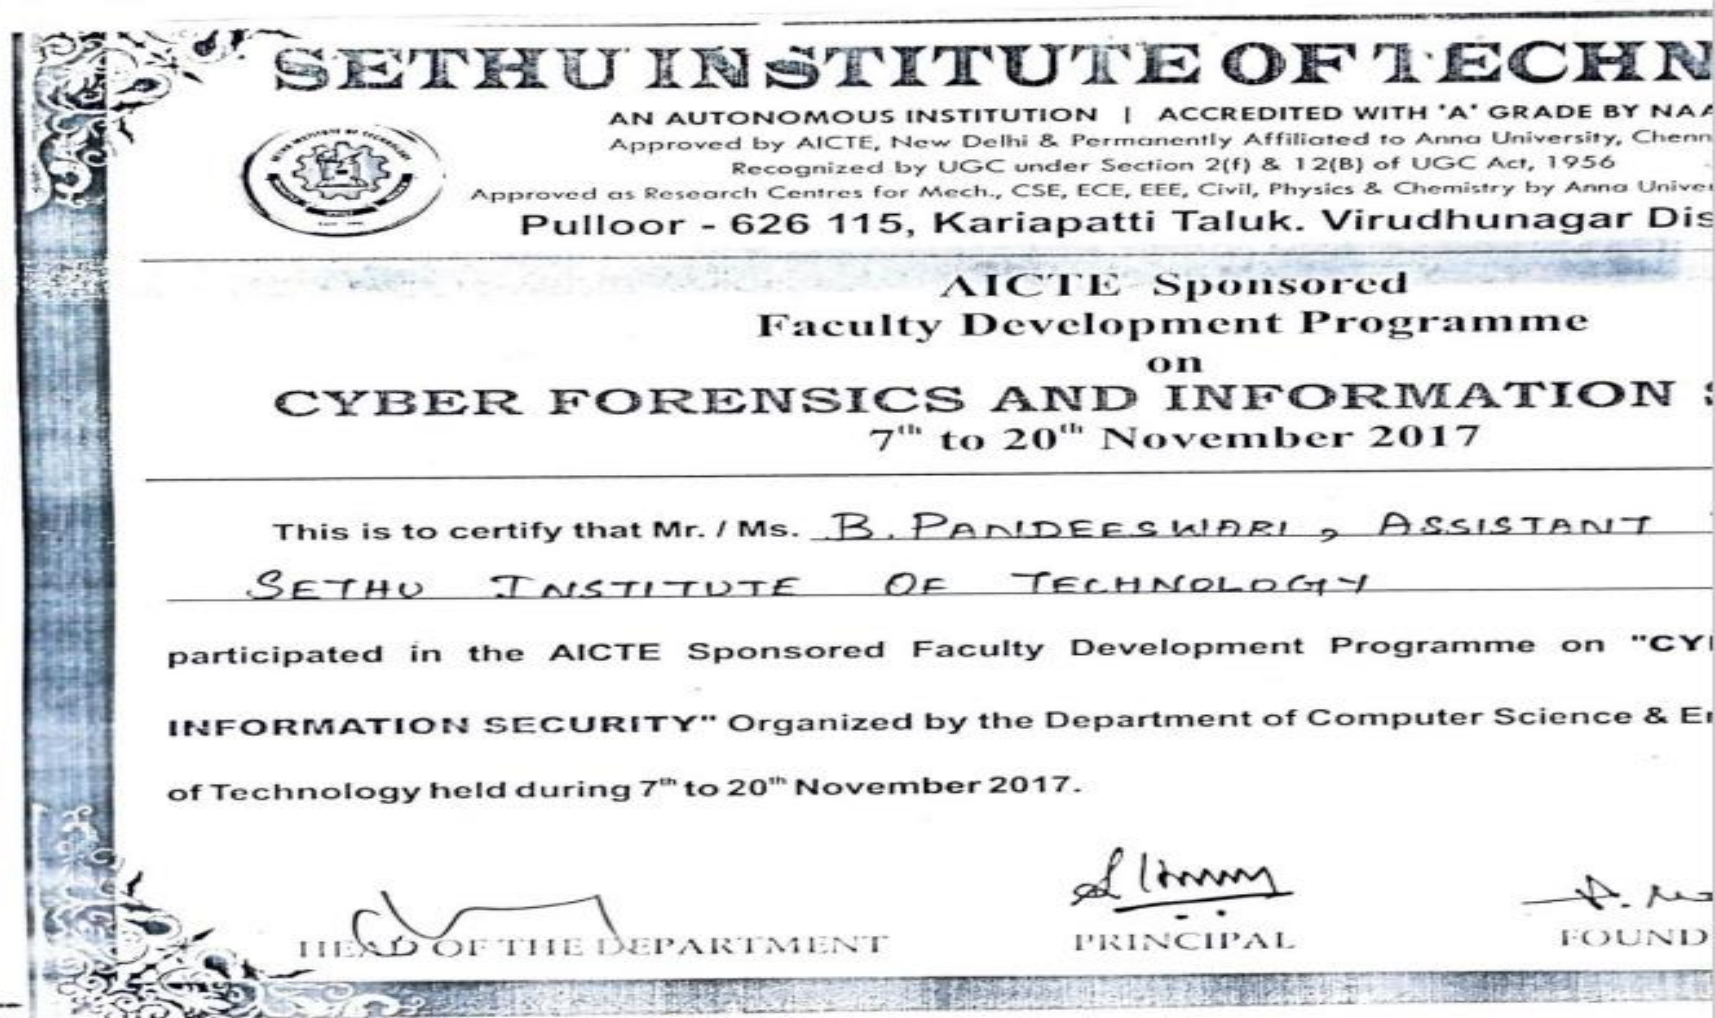 SETHU INSTITUTE OF TECHN
AN AUTONOMOUS INSTITUTION | ACCREDITED WITH 'A' GRADE BY NAA
Approved by AICTE, New Delhi & Permanently Affiliated to Anna University, Chenn
Recognized by UGC under Section 2(f) & 12(B) of UGC Act, 1956
Approved as Research Centres for Mech., CSE, ECE, EEE, Civil, Physics & Chemistry by Anna Univer
Pulloor - 626 115, Kariapatti Taluk. Virudhunagar Dis
AICTE Sponsored
Faculty Development Programme
on
CYBER FORENSICS AND INFORMATION
7th to 20th November 2017
This is to certify that Mr. / Ms. B. PANDEESWARI, ASSISTANT
SETHU INSTITUTE OF TECHNOLOGY
participated in the AICTE Sponsored Faculty Development Programme on "CY
INFORMATION SECURITY" Organized by the Department of Computer Science & E
of Technology held during 7th to 20th November 2017.
HEAD OF THE DEPARTMENT
PRINCIPAL
FOUND